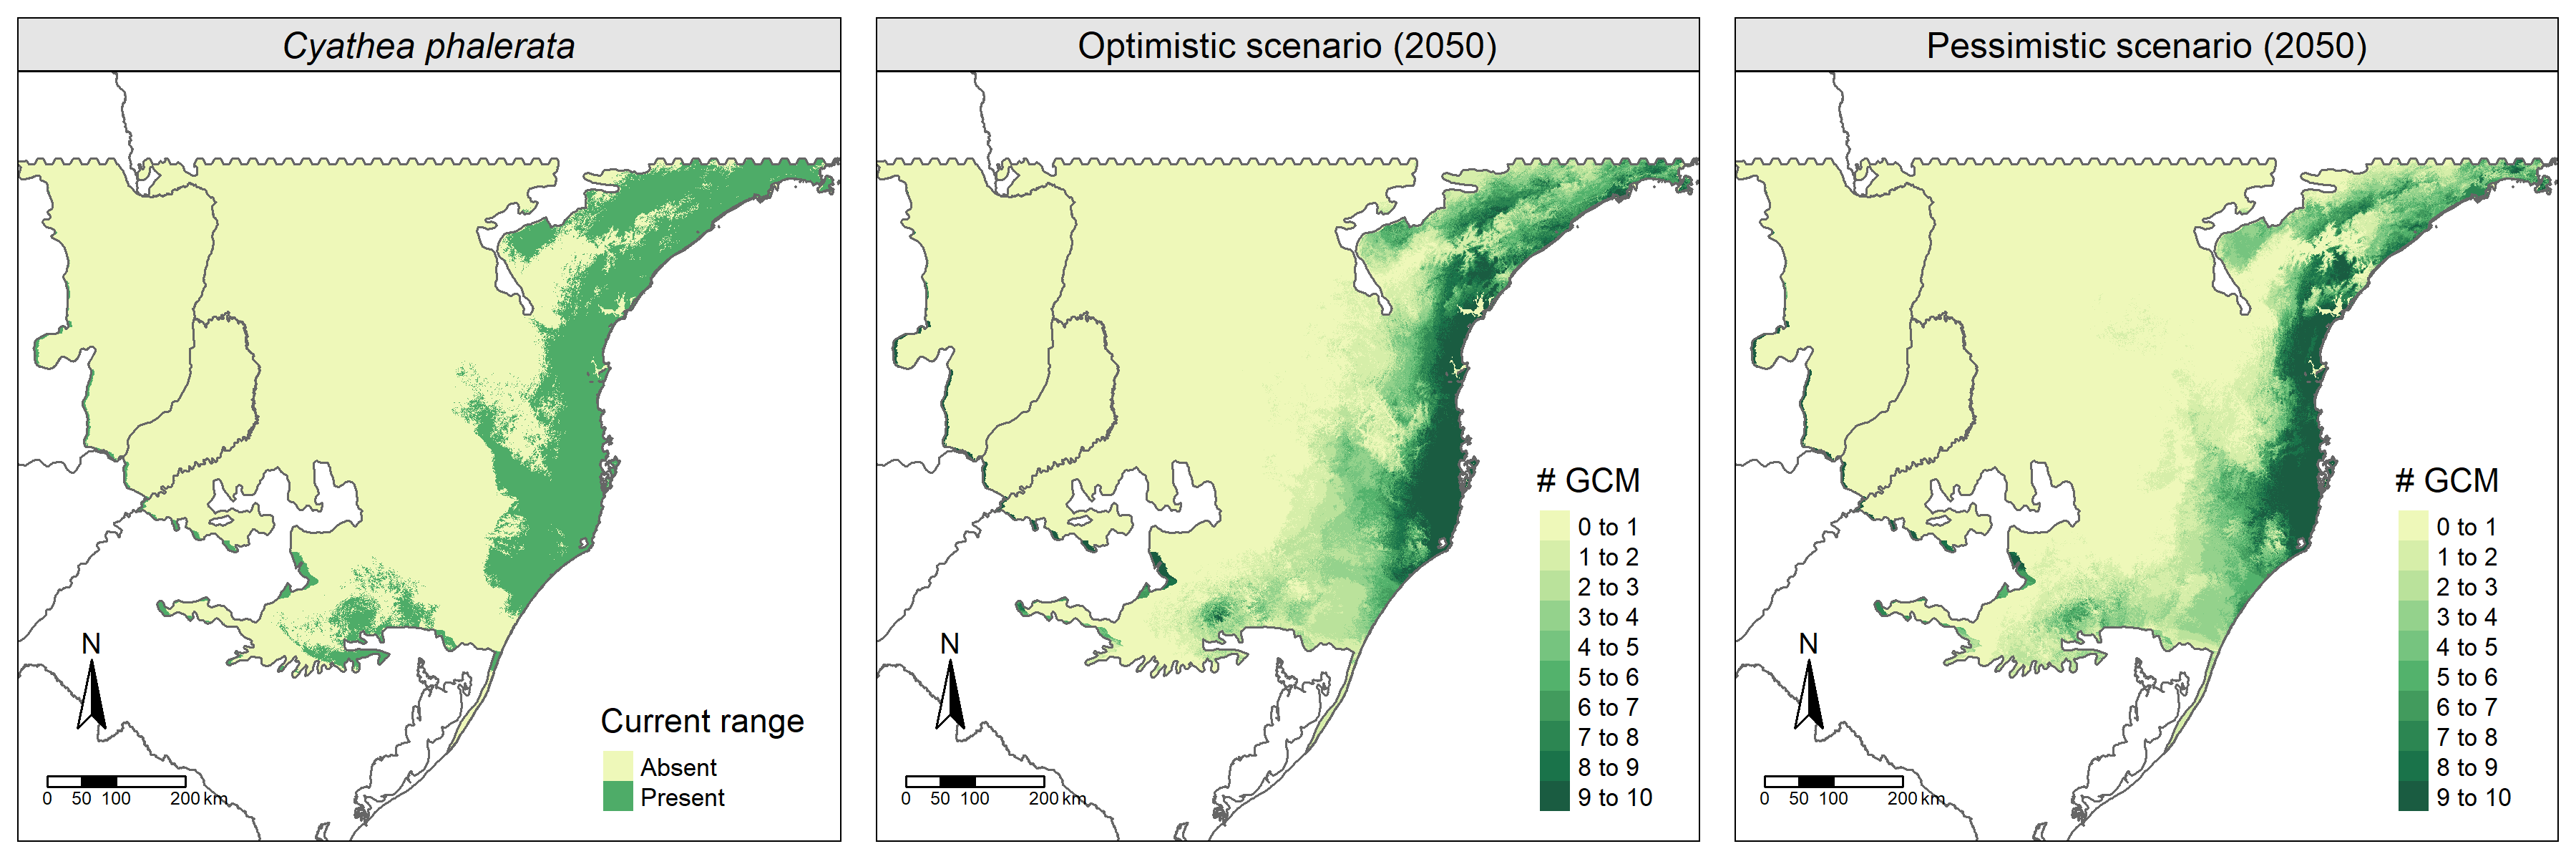 Cyathea phalerata
N
Current range
Absent
Present
0 50 100 200 km
Optimistic scenario (2050)
# GCM
0 to 1
1 to 2
2 to 3
3 to 4
4 to 5
5 to 6
6 to 7
7 to 8
8 to 9
9 to 10
N
0 50 100 200 km
Pessimistic scenario (2050)
# GCM
0 to 1
1 to 2
2 to 3
3 to 4
4 to 5
5 to 6
6 to 7
7 to 8
8 to 9
9 to 10
N
0 50 100 200 km